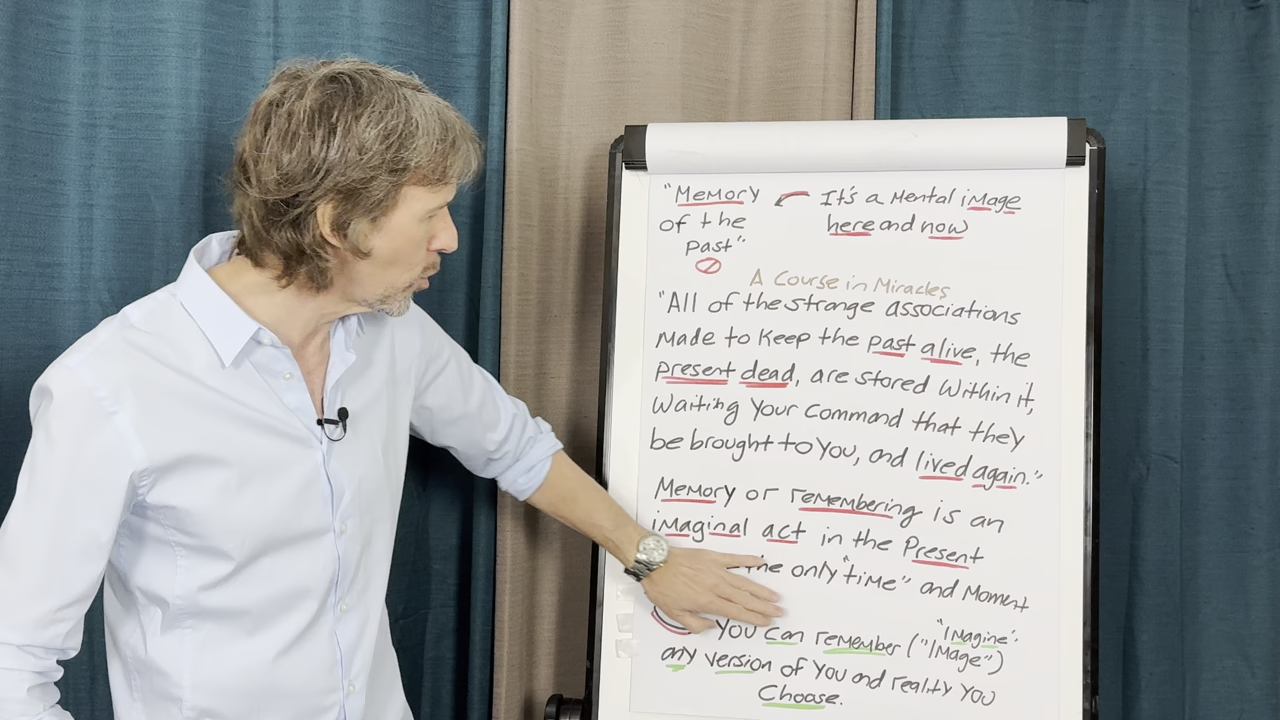 "Memory
of the
past"
It's a mental image
here and now
A Course in Miracles
"All of the strange associations
made to keep the past alive, the
present dead, are stored within it,
waiting your command that they
be brought to you, and lived again."
Memory or remembering is an
imaginal act in the Present
the only "time" and moment
"Imagine"
You can remember ("Image")
any version of you and reality you
Choose.